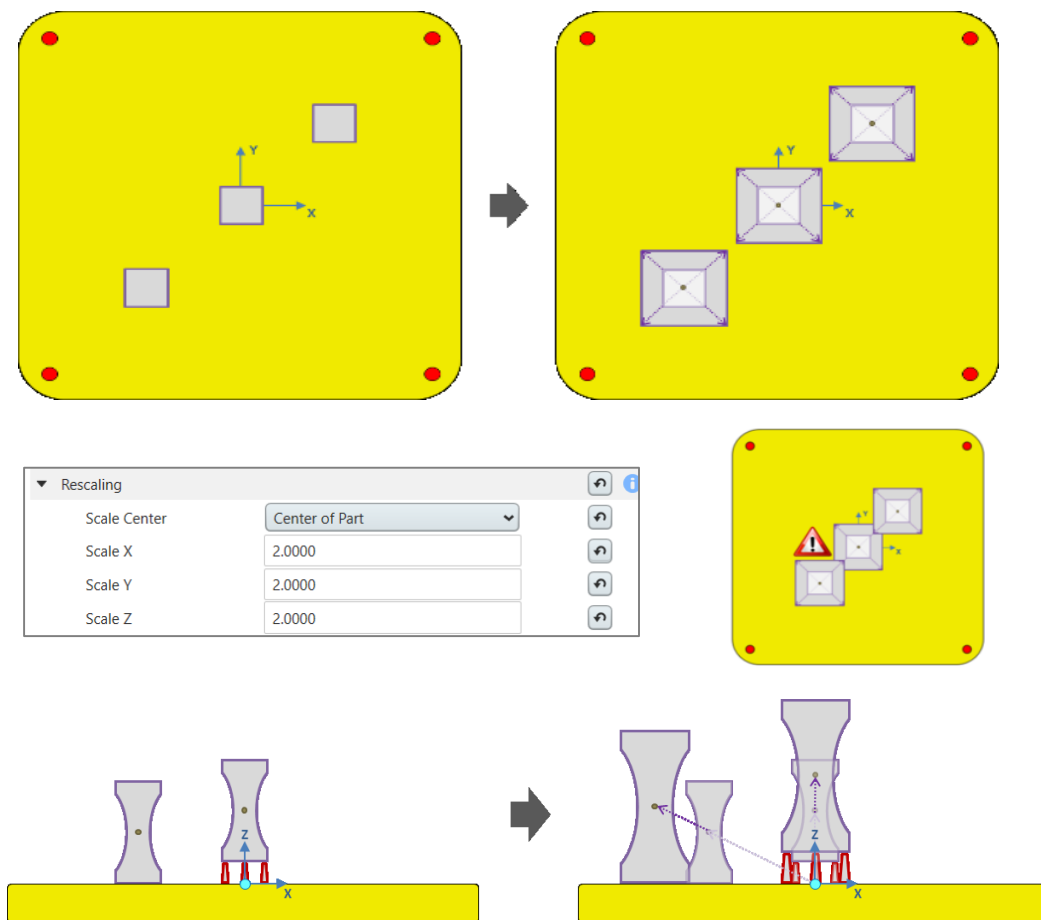 Y
X
Y
X
Rescaling
i
Scale Center
Center of Part
Scale X
2.0000
Scale Y
2.0000
Scale Z
2.0000
Y
X
!
Z
X
Z
X